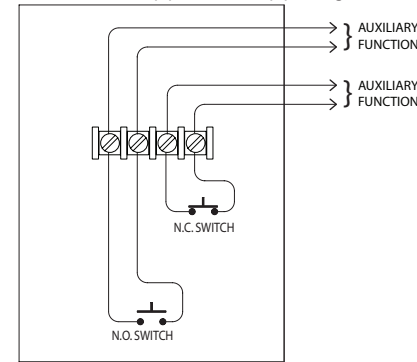 AUXILIARY
FUNCTION
AUXILIARY
FUNCTION
N.C. SWITCH
N.O. SWITCH